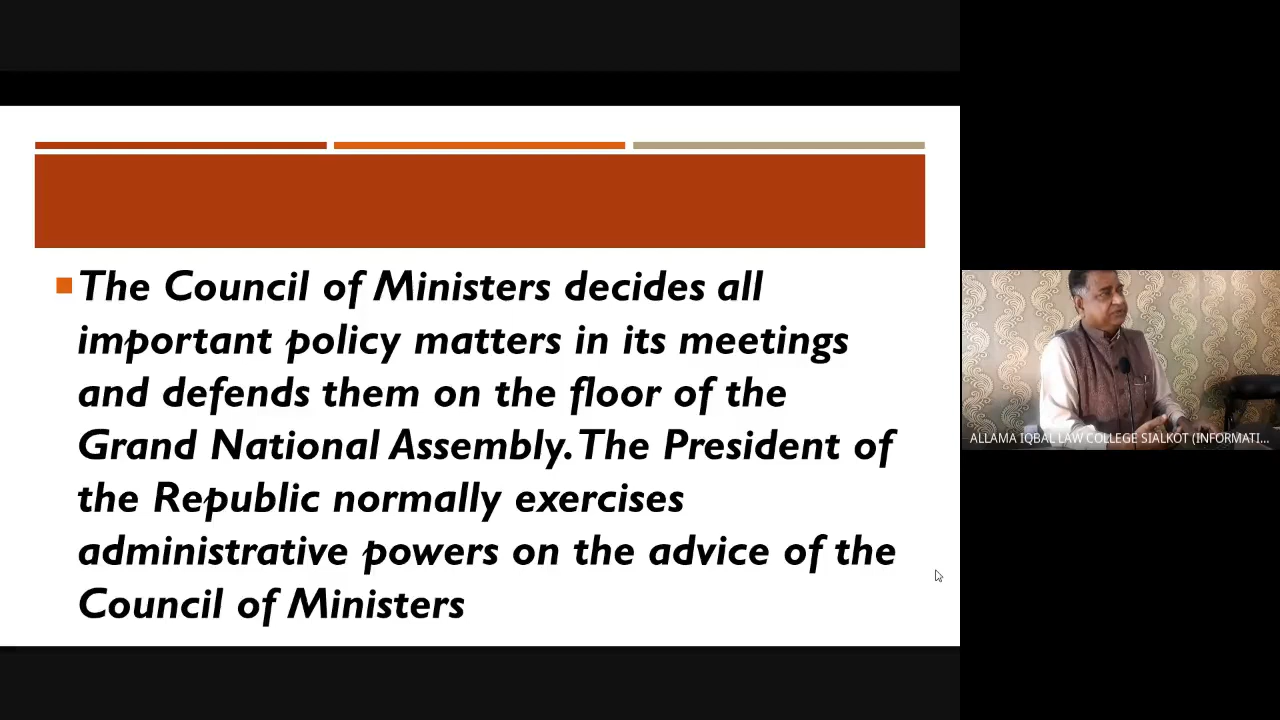 The Council of Ministers decides all
important policy matters in its meetings
and defends them on the floor of the
Grand National Assembly. The President of
the Republic normally exercises
administrative powers on the advice of the
Council of Ministers
ALLAMA IQBAL LAW COLLEGE SIALKOT (INFORMATI...